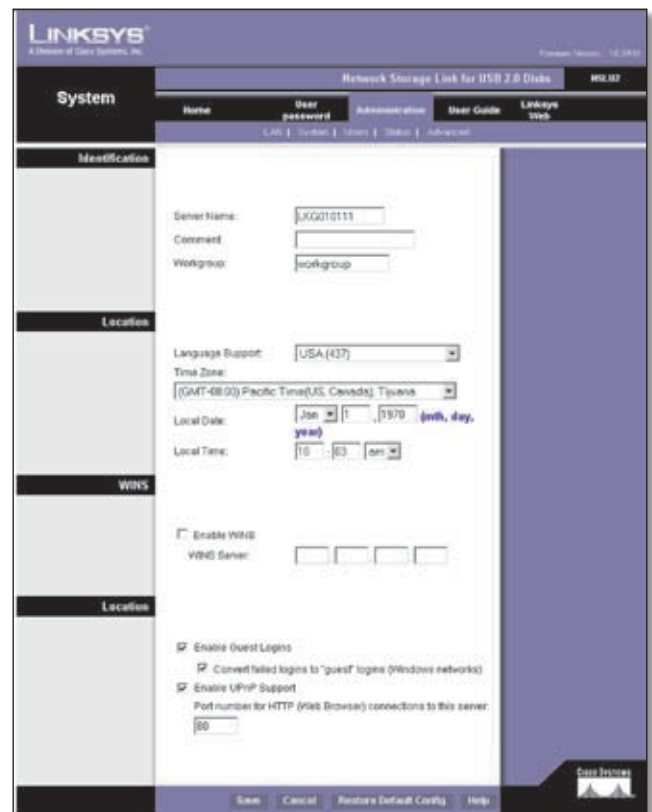 LINKSYS®
A Division of Cisco Systems, Inc.
Network Storage Link for USB 2.0 Disks
NSLU2
System
Home
User password
Administration
User Guide
Linksys Web
LAN | System | Users | Status | Advanced
Identification
Server Name:
LKG010111
Comment
Workgroup:
workgroup
Location
Language Support:
USA (437)
Time Zone:
(GMT-08:00) Pacific Time(US, Canada); Tijuana
Local Date:
Jan 1 , 1970 (mth, day, year)
Local Time:
10 : 03 am
WINS
Enable WINS
WINS Server:
Location
Enable Guest Logins
Convert failed logins to "guest" logins (Windows networks)
Enable UPnP Support
Port number for HTTP (Web Browser) connections to this server:
80
Save
Cancel
Restore Default Config
Help
Cisco Systems